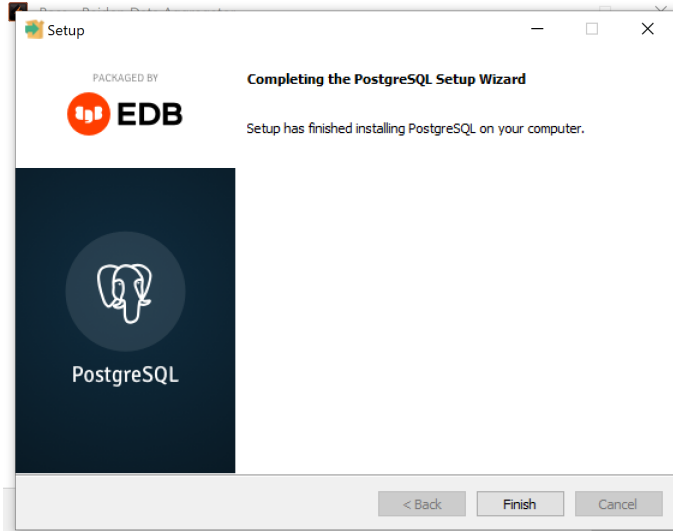 Setup
PACKAGED BY
EDB
Completing the PostgreSQL Setup Wizard
Setup has finished installing PostgreSQL on your computer.
PostgreSQL
< Back
Finish
Cancel